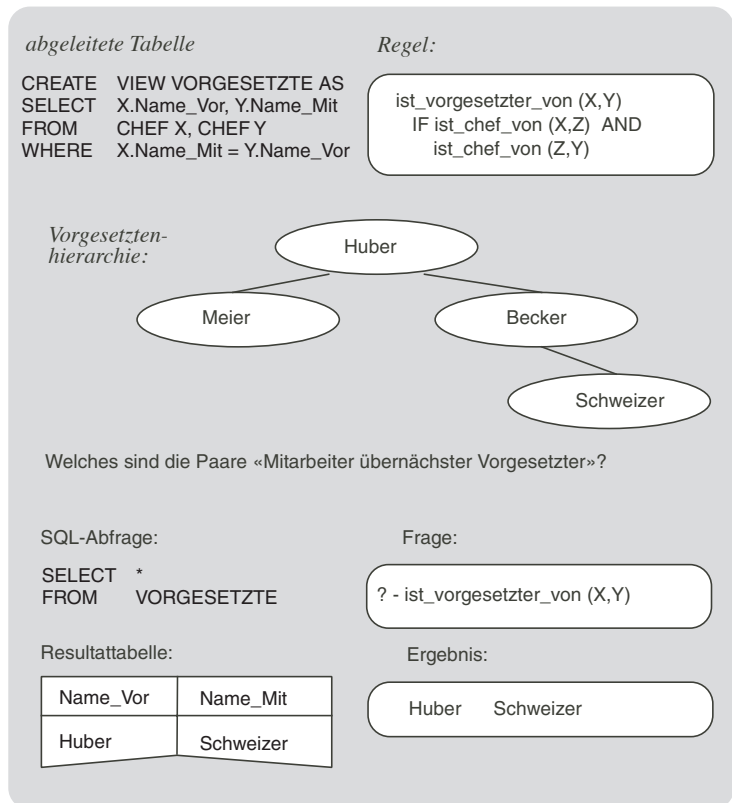 abgeleitete Tabelle
CREATE VIEW VORGESETZTE AS
SELECT X.Name_Vor, Y.Name_Mit
FROM CHEF X, CHEF Y
WHERE X.Name_Mit = Y.Name_Vor
Regel:
ist_vorgesetzter_von (X,Y)
IF ist_chef_von (X,Z) AND
ist_chef_von (Z,Y)
Vorgesetzten-
hierarchie:
Huber
Meier
Becker
Schweizer
Welches sind die Paare «Mitarbeiter übernächster Vorgesetzter»?
SQL-Abfrage:
SELECT *
FROM VORGESETZTE
Frage:
? - ist_vorgesetzter_von (X,Y)
Resultattabelle:
Name_Vor Name_Mit
Huber Schweizer
Ergebnis:
Huber Schweizer